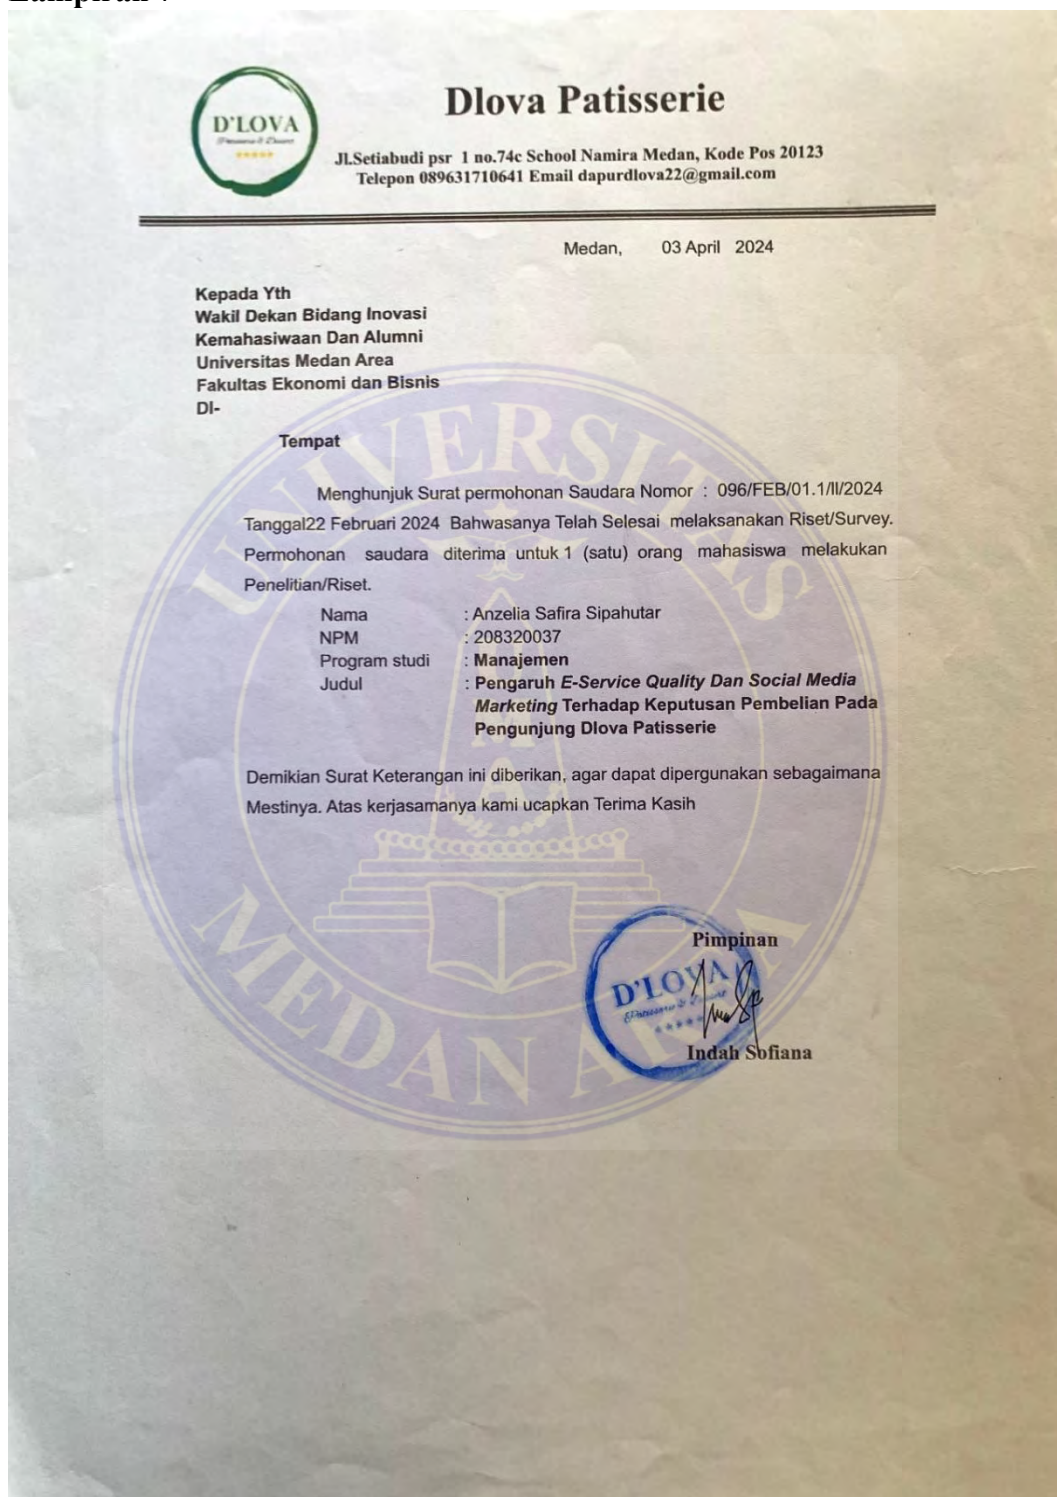 D'LOVA
Dlova Patisserie
Jl.Setiabudi psr 1 no.74c School Namira Medan, Kode Pos 20123
Telepon 089631710641 Email dapurdlova22@gmail.com
Medan, 03 April 2024
Kepada Yth
Wakil Dekan Bidang Inovasi
Kemahasiwaan Dan Alumni
Universitas Medan Area
Fakultas Ekonomi dan Bisnis
DI-
Tempat
Menghunjuk Surat permohonan Saudara Nomor : 096/FEB/01.1/II/2024
Tanggal22 Februari 2024 Bahwasanya Telah Selesai melaksanakan Riset/Survey.
Permohonan saudara diterima untuk 1 (satu) orang mahasiswa melakukan
Penelitian/Riset.
Nama : Anzelia Safira Sipahutar
NPM : 208320037
Program studi : Manajemen
Judul : Pengaruh E-Service Quality Dan Social Media
Marketing Terhadap Keputusan Pembelian Pada
Pengunjung Dlova Patisserie
Demikian Surat Keterangan ini diberikan, agar dapat dipergunakan sebagaimana
Mestinya. Atas kerjasamanya kami ucapkan Terima Kasih
Pimpinan
D'LOVA
Indah Sofiana
UNIVERSITAS
MEDAN AREA